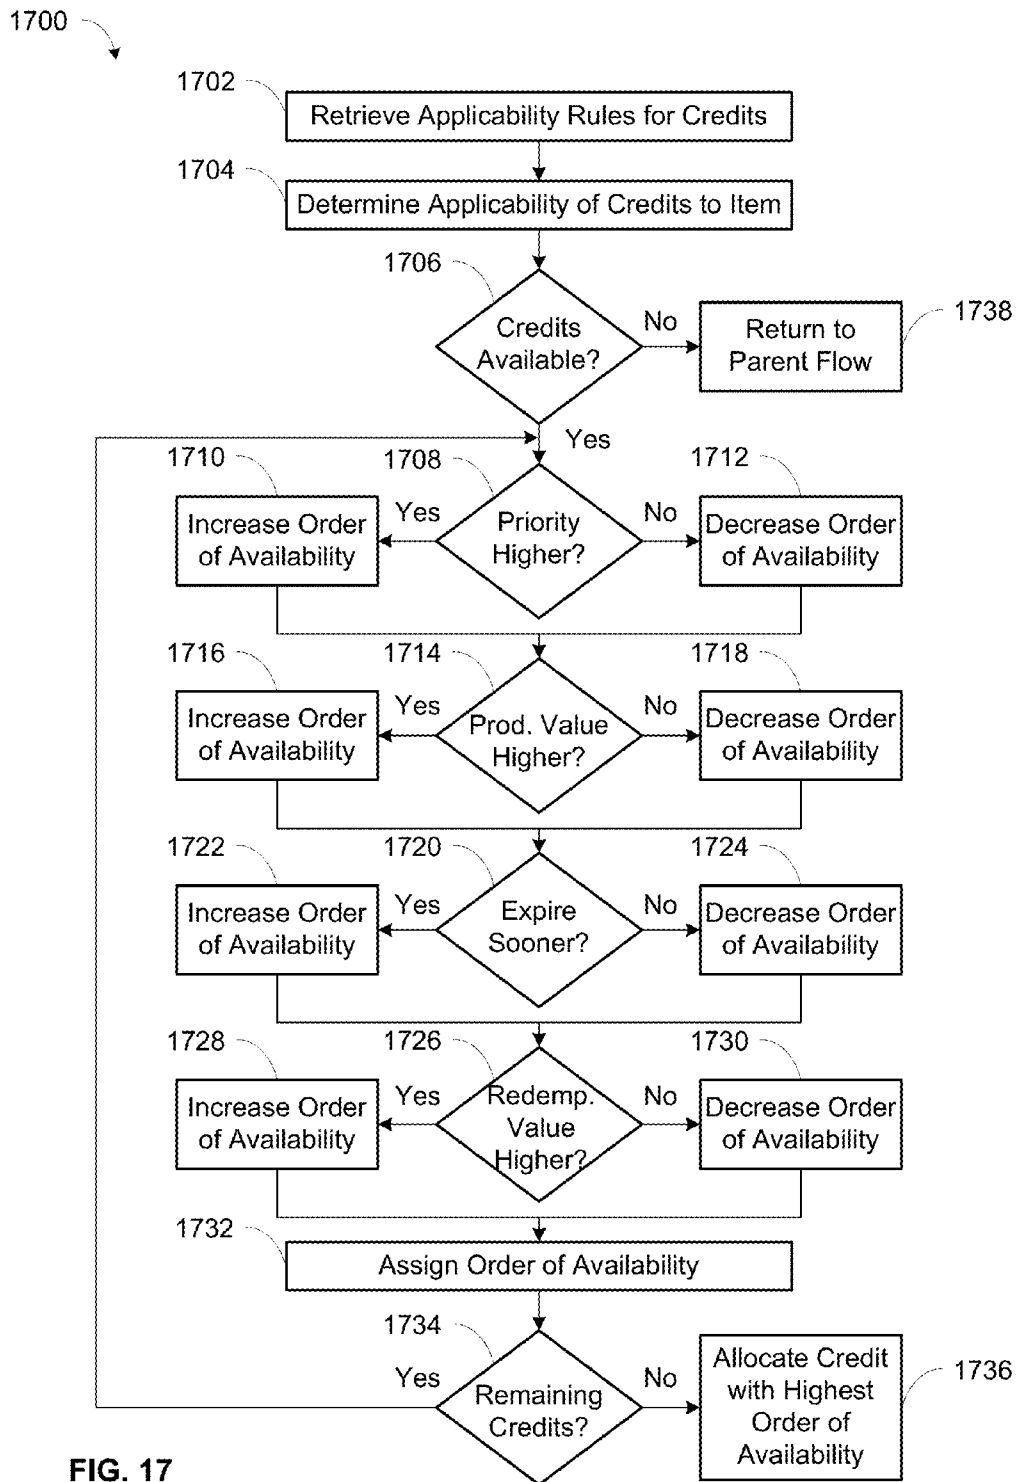 1700
1702
Retrieve Applicability Rules for Credits
1704
Determine Applicability of Credits to Item
1706
Credits
Available?
No
Return to
Parent Flow
1738
Yes
1710
1708
1712
Increase Order
of Availability
Yes
Priority
Higher?
No
Decrease Order
of Availability
1716
1714
1718
Increase Order
of Availability
Yes
Prod. Value
Higher?
No
Decrease Order
of Availability
1722
1720
1724
Increase Order
of Availability
Yes
Expire
Sooner?
No
Decrease Order
of Availability
1728
1726
1730
Increase Order
of Availability
Yes
Redemp.
Value
Higher?
No
Decrease Order
of Availability
1732
Assign Order of Availability
1734
Yes
Remaining
Credits?
No
Allocate Credit
with Highest
Order of
Availability
1736
FIG. 17